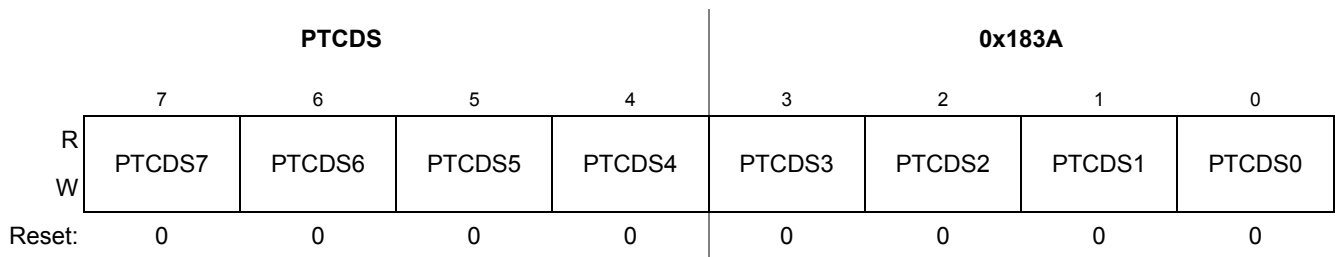 PTCDS 0x183A
7 6 5 4 3 2 1 0
R
PTCDS7 PTCDS6 PTCDS5 PTCDS4 PTCDS3 PTCDS2 PTCDS1 PTCDS0
W
Reset: 0 0 0 0 0 0 0 0